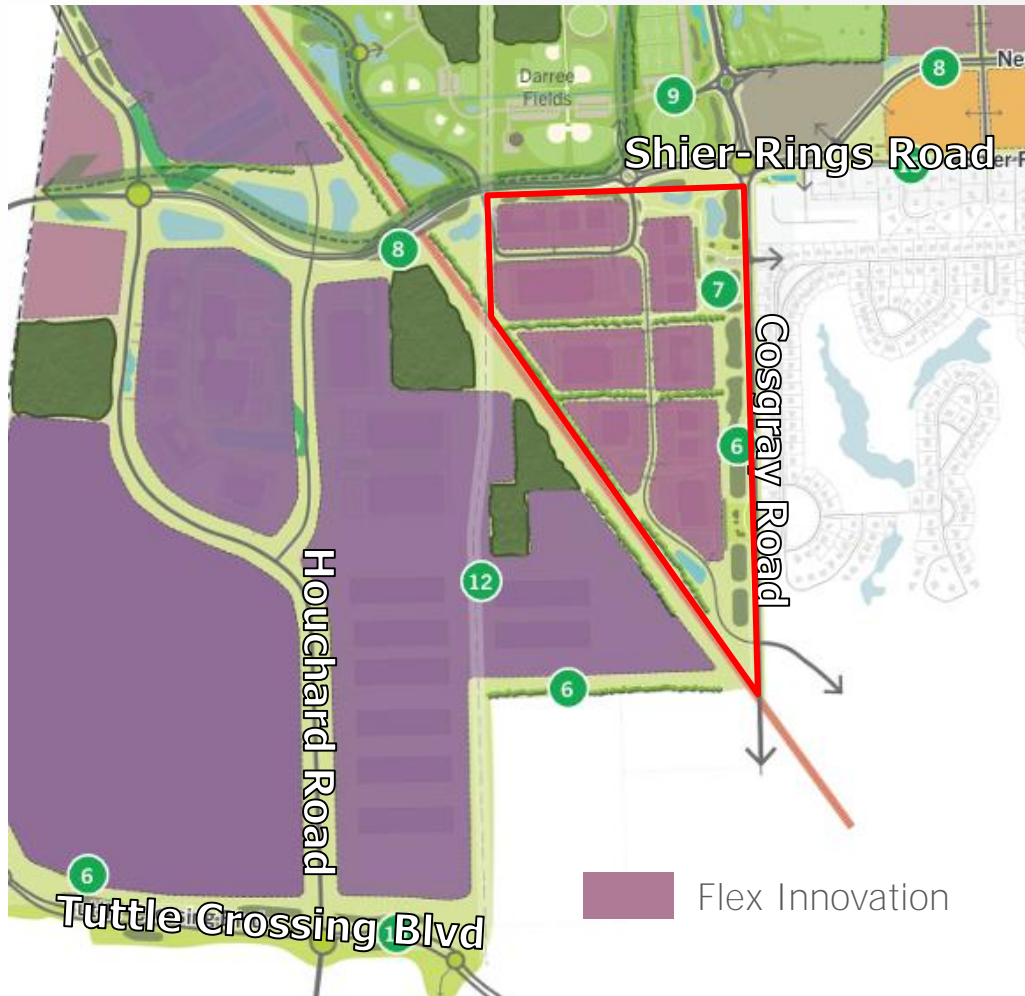 Darree
Fields
8
Ne
9
Shier-Rings Road
8
7
Cosgray Road
6
Houchard Road
12
6
6
Flex Innovation
Tuttle Crossing Blvd